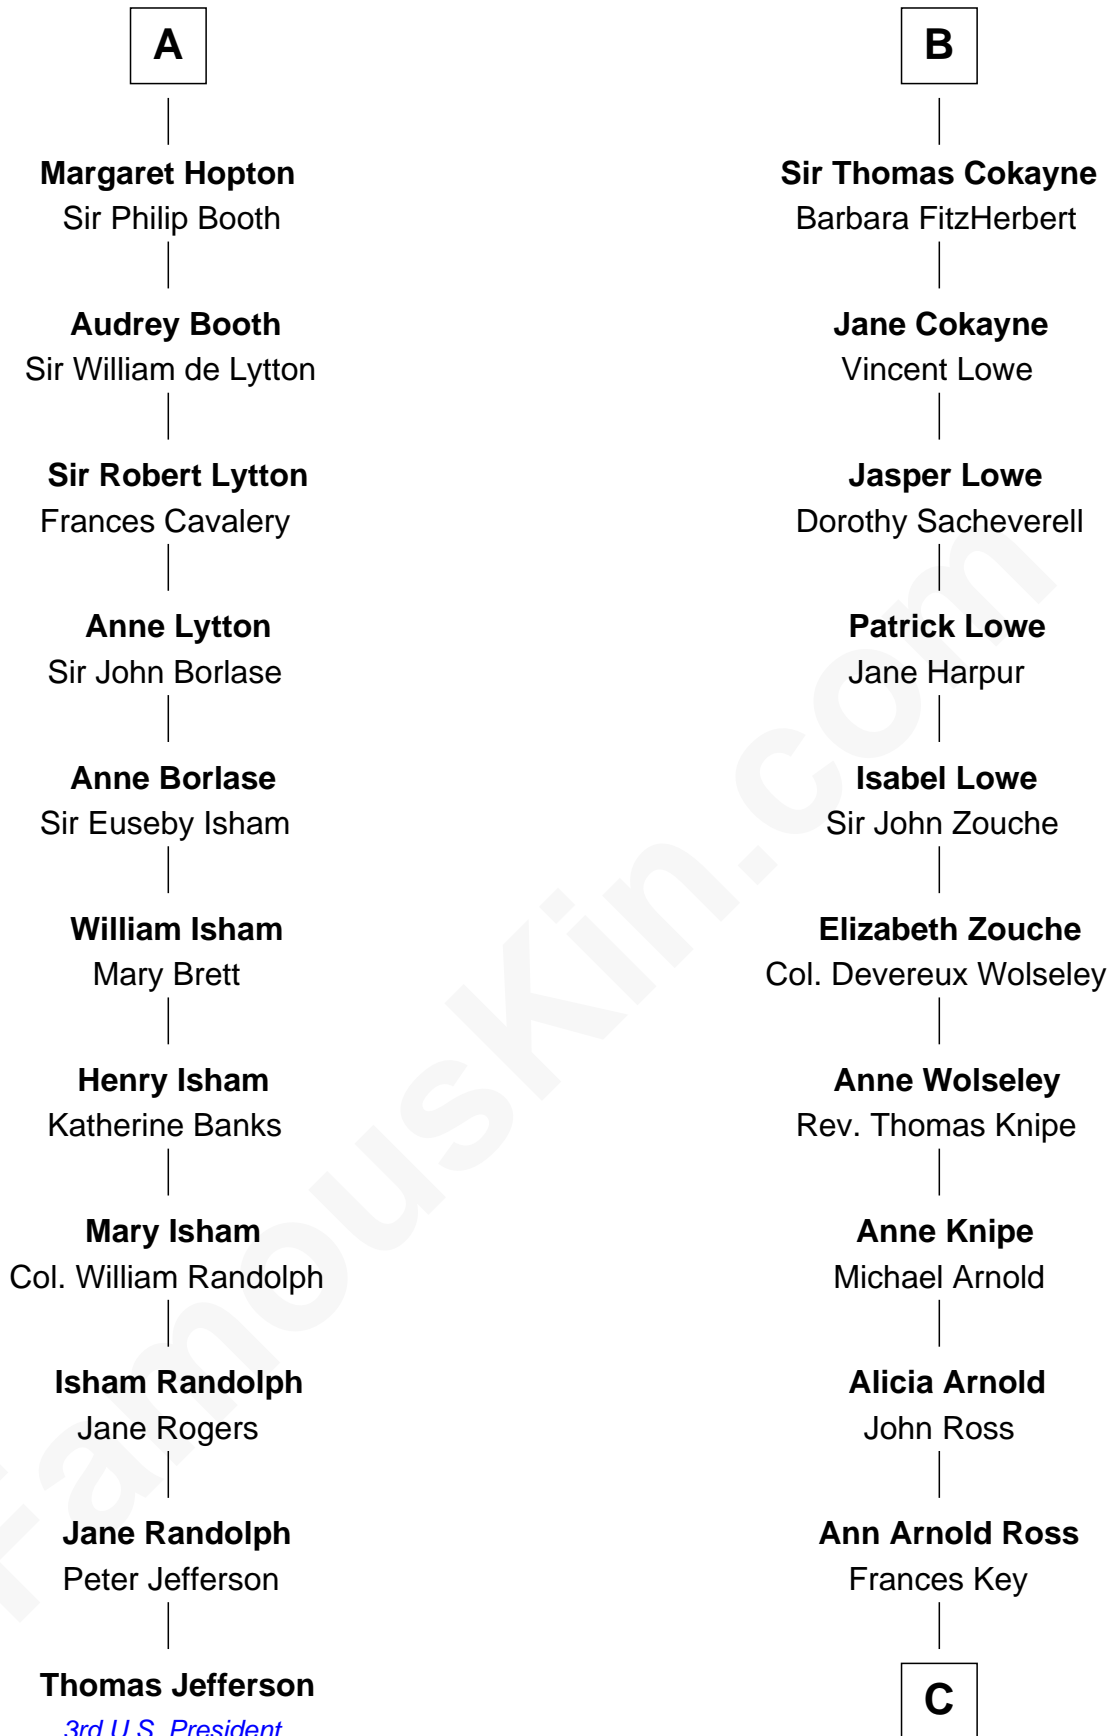 A
Margaret Hopton
Sir Philip Booth
Audrey Booth
Sir William de Lytton
Sir Robert Lytton
Frances Cavalery
Anne Lytton
Sir John Borlase
Anne Borlase
Sir Euseby Isham
William Isham
Mary Brett
Henry Isham
Katherine Banks
Mary Isham
Col. William Randolph
Isham Randolph
Jane Rogers
Jane Randolph
Peter Jefferson
Thomas Jefferson
3rd U.S. President
B
Sir Thomas Cokayne
Barbara FitzHerbert
Jane Cokayne
Vincent Lowe
Jasper Lowe
Dorothy Sacheverell
Patrick Lowe
Jane Harpur
Isabel Lowe
Sir John Zouche
Elizabeth Zouche
Col. Devereux Wolseley
Anne Wolseley
Rev. Thomas Knipe
Anne Knipe
Michael Arnold
Alicia Arnold
John Ross
Ann Arnold Ross
Frances Key
C
FamousKin.com